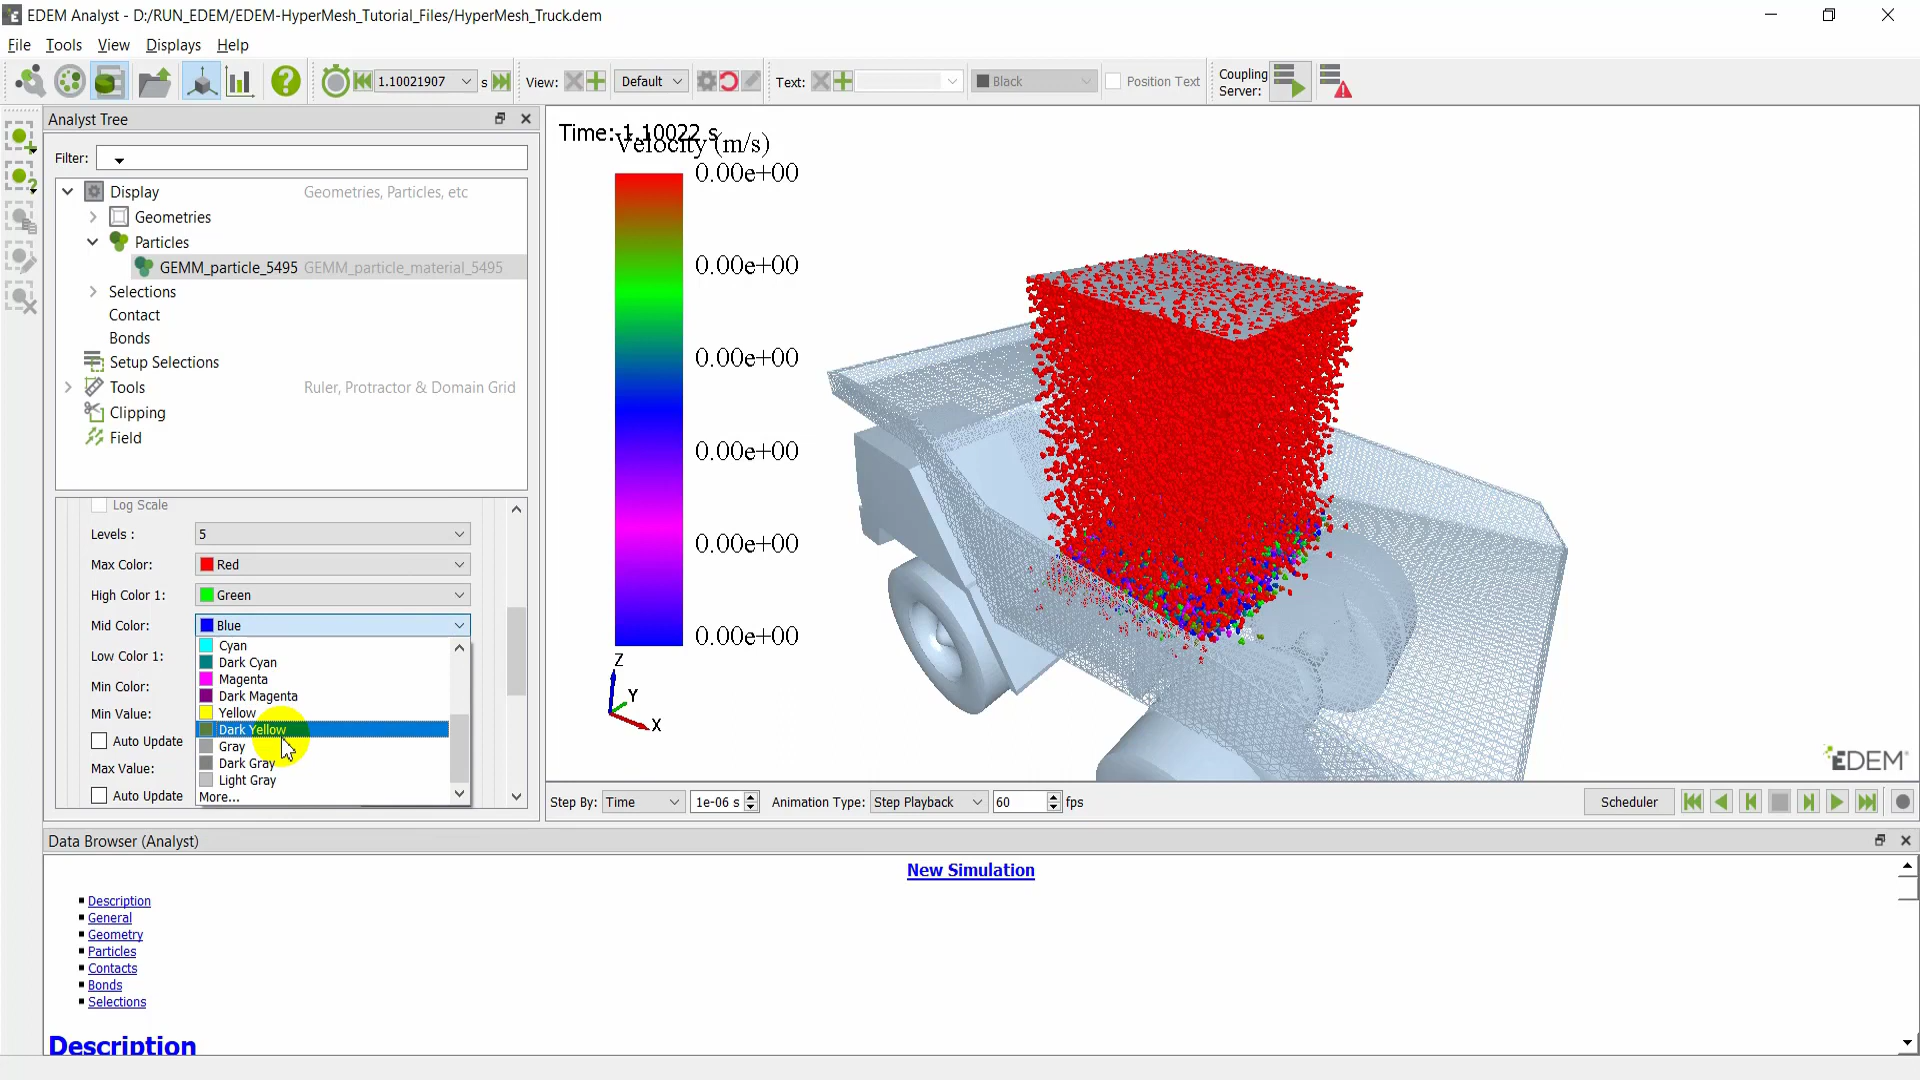 EDEM Analyst - D:/RUN_EDEM/EDEM-HyperMesh_Tutorial_Files/HyperMesh_Truck.dem
File Tools View Displays Help
1.10021907 s View: Default Text: Black Position Text Coupling Server:
Analyst Tree
Filter:
Display Geometries, Particles, etc
Geometries
Particles
GEMM_particle_5495 GEMM_particle_material_5495
Selections
Contact
Bonds
Setup Selections
Tools Ruler, Protractor & Domain Grid
Clipping
Field
Log Scale
Levels : 5
Max Color: Red
High Color 1: Green
Mid Color: Blue
Low Color 1:
Min Color:
Min Value:
Auto Update
Max Value:
Auto Update
Cyan
Dark Cyan
Magenta
Dark Magenta
Yellow
Dark Yellow
Gray
Dark Gray
Light Gray
More...
Time: 1.10022 s
Velocity (m/s)
0.00e+00
0.00e+00
0.00e+00
0.00e+00
0.00e+00
0.00e+00
Z
Y
X
EDEM
Step By: Time 1e-06 s Animation Type: Step Playback 60 fps Scheduler
Data Browser (Analyst)
New Simulation
Description
General
Geometry
Particles
Contacts
Bonds
Selections
Description